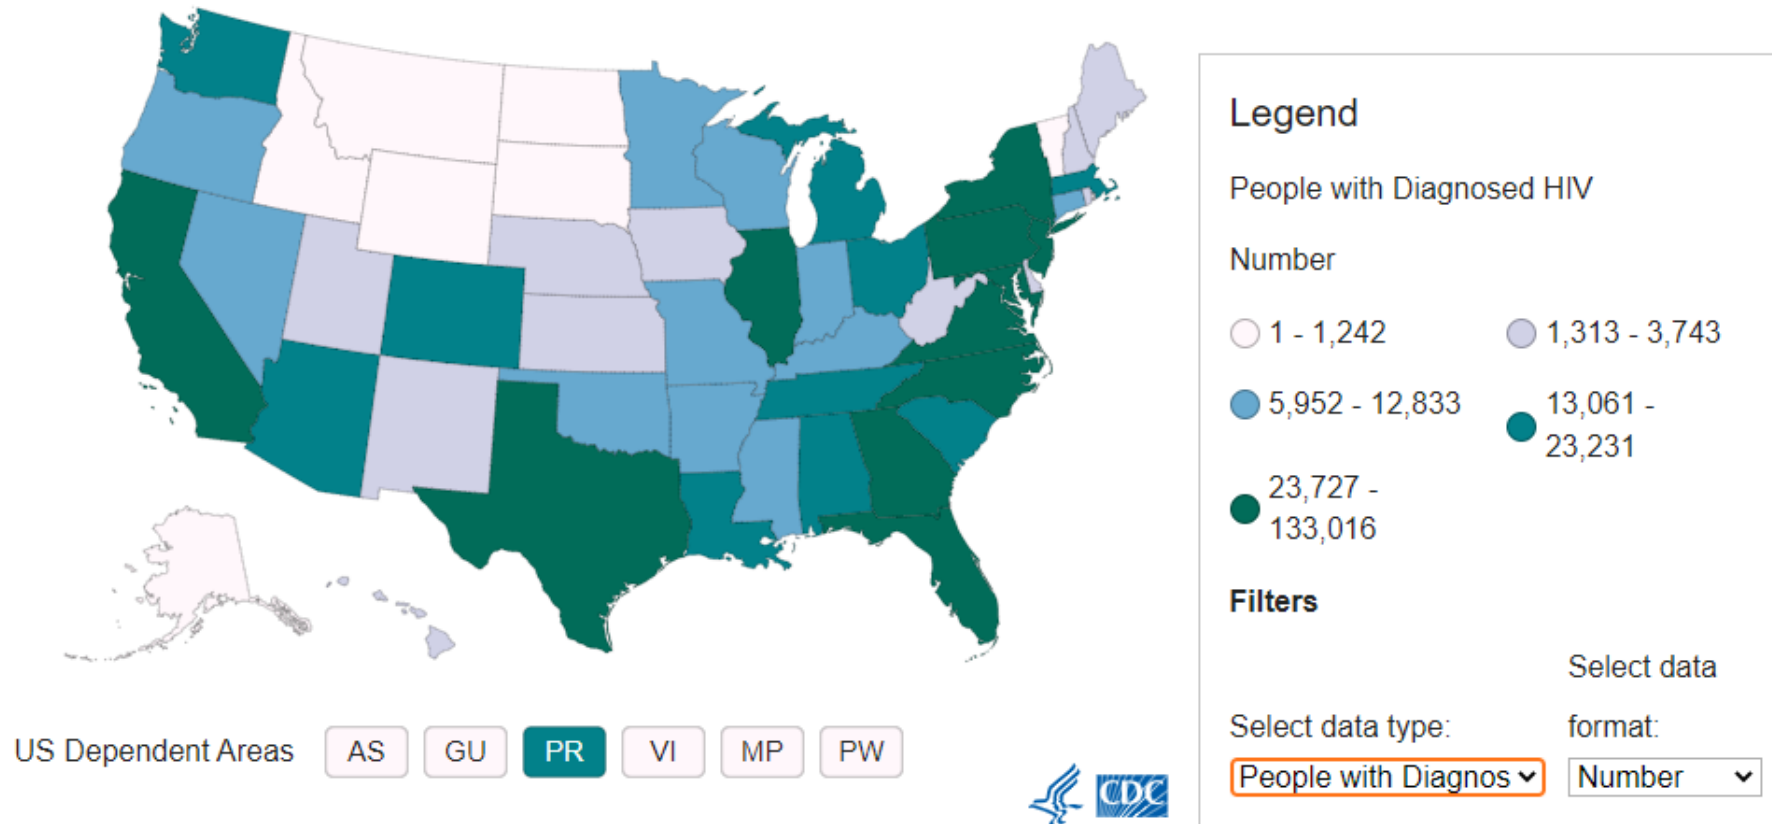 Legend
People with Diagnosed HIV
Number
1 - 1,242
1,313 - 3,743
5,952 - 12,833
13,061 -
23,231
23,727 -
133,016
Filters
Select data type:
People with Diagnos
Select data
format:
Number
US Dependent Areas AS GU PR VI MP PW
CDC